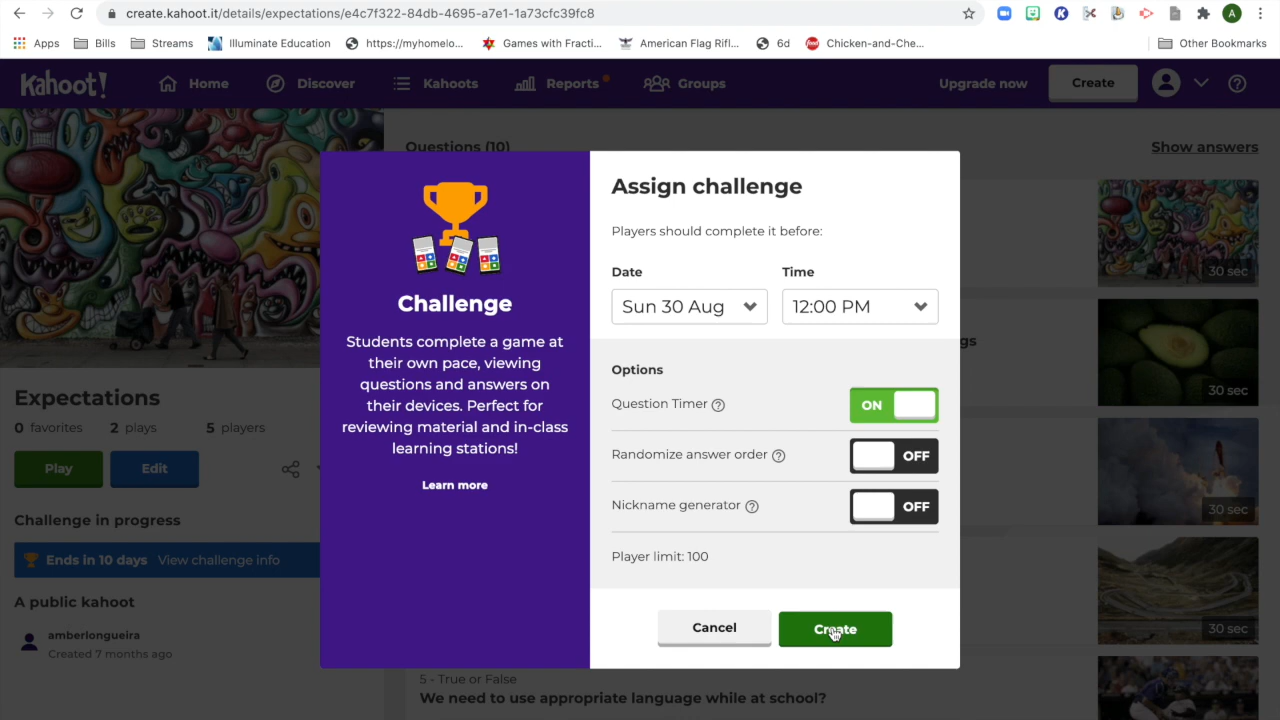 create.kahoot.it/details/expectations/e4c7f322-84db-4695-a7e1-1a73cfc39fc8
A
Apps Bills Streams Illuminate Education https://myhomelo... Games with Fracti... American Flag Rifl... 6d Chicken-and-Che... Other Bookmarks
Kahoot! Home Discover Kahoots Reports Groups Upgrade now Create
Questions (10) Show answers
30 sec
gs
30 sec
30 sec
30 sec
Expectations
0 favorites 2 plays 5 players
Play Edit
Challenge in progress
Ends in 10 days View challenge info
A public kahoot
amberlongueira
Created 7 months ago
5 - True or False
We need to use appropriate language while at school?
Challenge
Students complete a game at
their own pace, viewing
questions and answers on
their devices. Perfect for
reviewing material and in-class
learning stations!
Learn more
Assign challenge
Players should complete it before:
Date Time
Sun 30 Aug 12:00 PM
Options
Question Timer ON
Randomize answer order OFF
Nickname generator OFF
Player limit: 100
Cancel Create